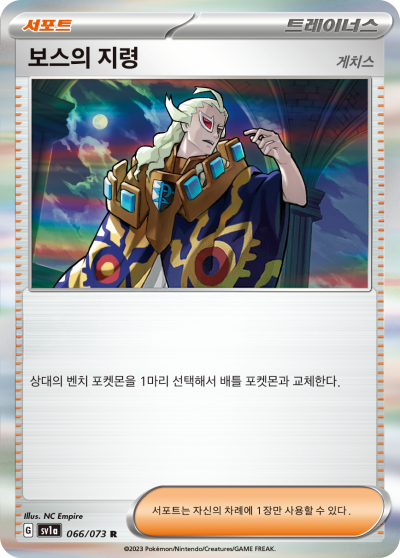 서포트 트레이너스
보스의 지령 게치스
상대의 벤치 포켓몬을 1마리 선택해서 배틀 포켓몬과 교체한다.
Illus. NC Empire
G sv1a 066/073 R
서포트는 자신의 차례에 1장만 사용할 수 있다.
©2023 Pokémon/Nintendo/Creatures/GAME FREAK.